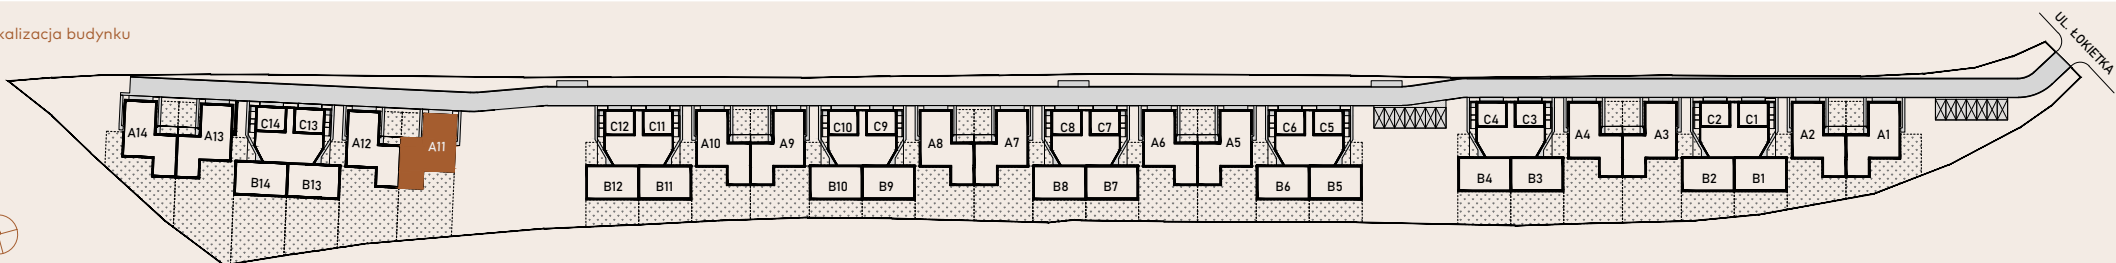 kalizacja budynku
UL. ŁOKIETKA
A14
A13
C14
C13
B14
B13
A12
A11
C12
C11
B12
B11
A10
A9
C10
C9
B10
B9
A8
A7
C8
C7
B8
B7
A6
A5
C6
C5
B6
B5
C4
C3
B4
B3
A4
A3
C2
C1
B2
B1
A2
A1